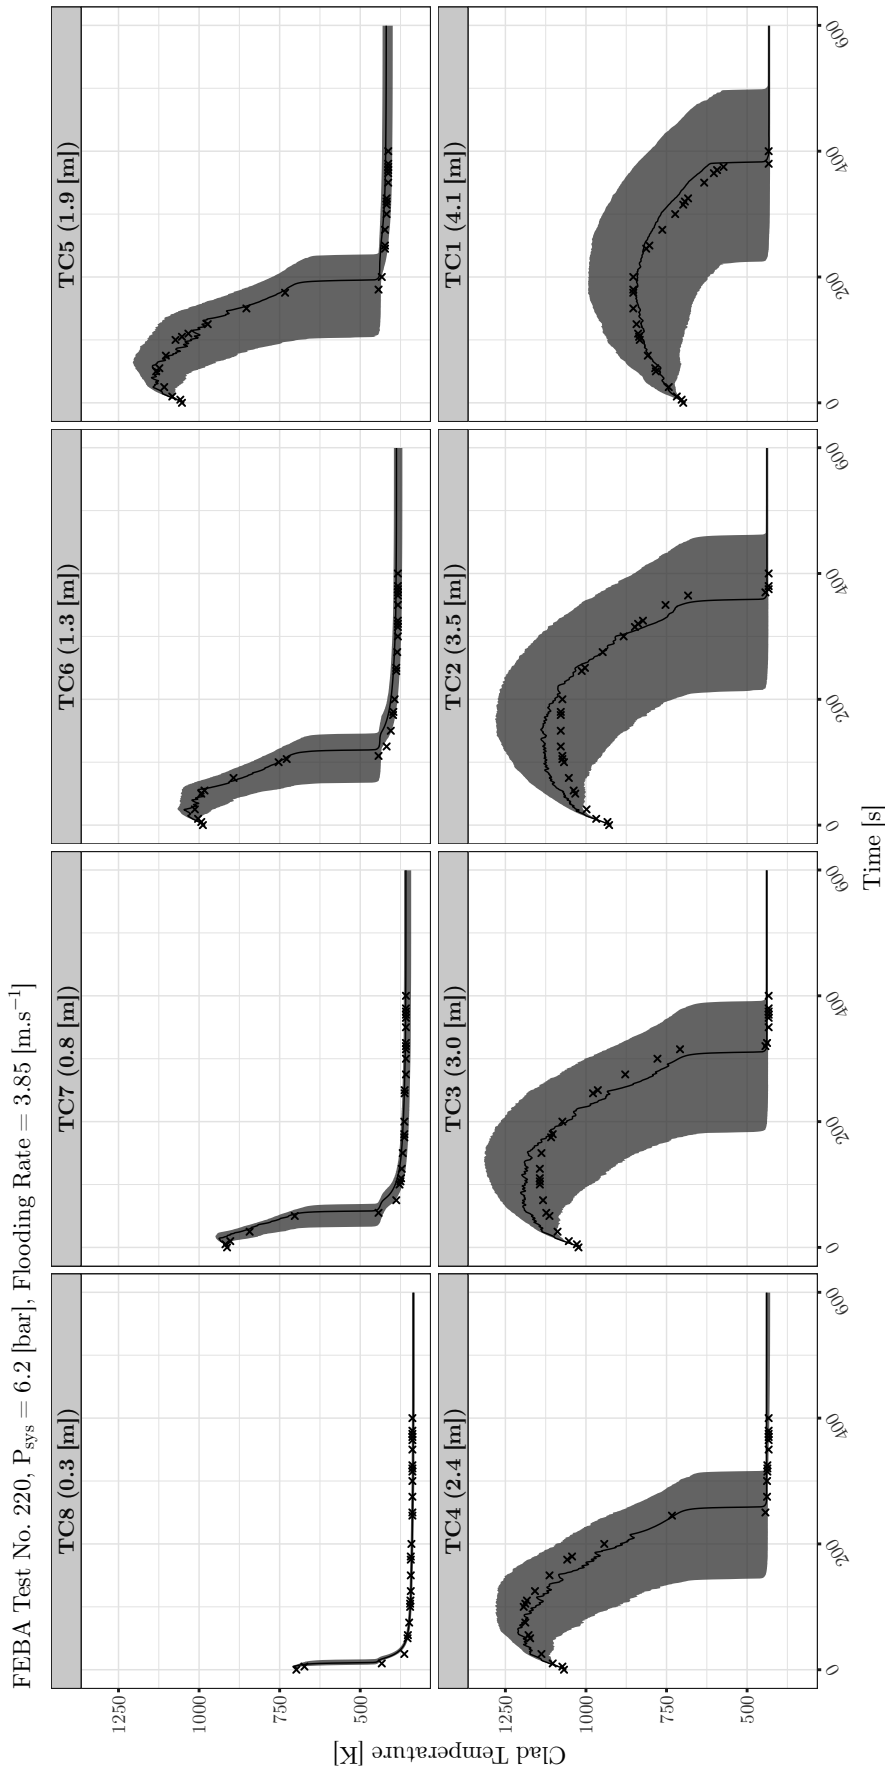 FEBA Test No. 220, P_sys = 6.2 [bar], Flooding Rate = 3.85 [m.s⁻¹]
TC8 (0.3 [m])
TC7 (0.8 [m])
TC6 (1.3 [m])
TC5 (1.9 [m])
1250
1000
750
500
TC4 (2.4 [m])
TC3 (3.0 [m])
TC2 (3.5 [m])
TC1 (4.1 [m])
1250
1000
750
500
0 200 400 600
0 200 400 600
0 200 400 600
0 200 400 600
Clad Temperature [K]
Time [s]